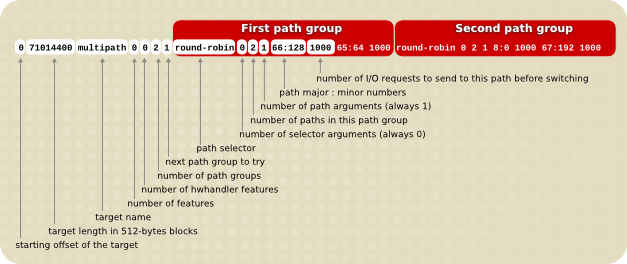 First path group
Second path group
0 71014400 multipath 0 0 2 1 round-robin 0 2 1 66:128 1000 65:64 1000 round-robin 0 2 1 8:0 1000 67:192 1000
number of I/O requests to send to this path before switching
path major : minor numbers
number of path arguments (always 1)
number of paths in this path group
number of selector arguments (always 0)
path selector
next path group to try
number of path groups
number of hwhandler features
number of features
target name
target length in 512-bytes blocks
starting offset of the target